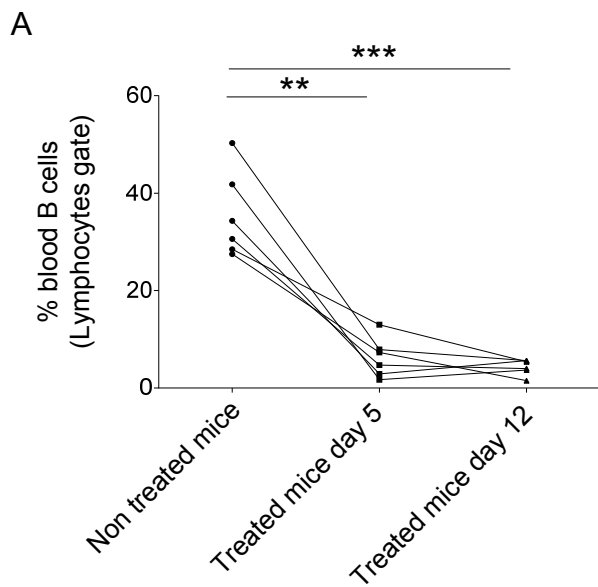 A
***
**
60
40
20
0
% blood B cells
(Lymphocytes gate)
Non treated mice
Treated mice day 5
Treated mice day 12